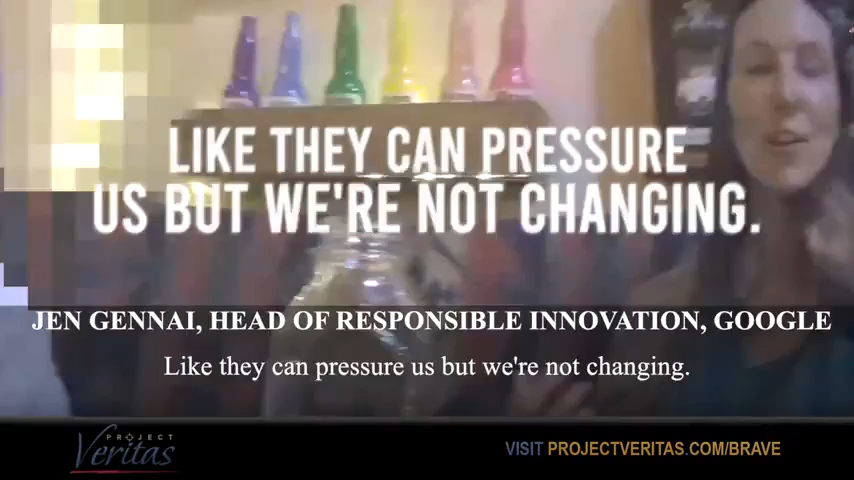 LIKE THEY CAN PRESSURE
US BUT WE'RE NOT CHANGING.
JEN GENNAI, HEAD OF RESPONSIBLE INNOVATION, GOOGLE
Like they can pressure us but we're not changing.
PROJECT
Veritas
VISIT PROJECTVERITAS.COM/BRAVE